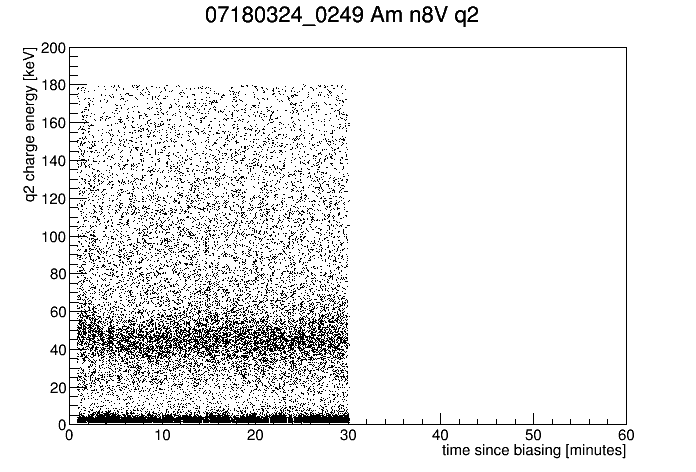 07180324_0249 Am n8V q2
q2 charge energy [keV]
200
180
160
140
120
100
80
60
40
20
0
0 10 20 30 40 50 60
time since biasing [minutes]